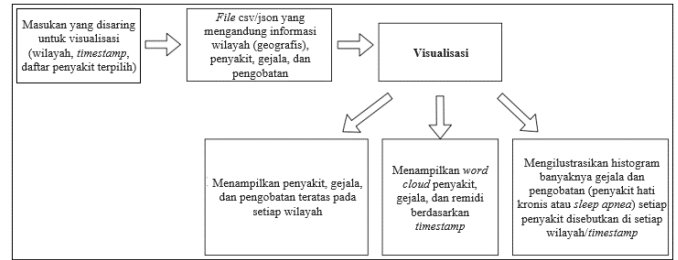 Masukan yang disaring
untuk visualisasi
(wilayah, timestamp,
daftar penyakit terpilih)
File csv/json yang
mengandung informasi
wilayah (geografis),
penyakit, gejala, dan
pengobatan
Visualisasi
Menampilkan penyakit, gejala,
dan pengobatan teratas pada
setiap wilayah
Menampilkan word
cloud penyakit,
gejala, dan remidi
berdasarkan
timestamp
Mengilustrasikan histogram
banyaknya gejala dan
pengobatan (penyakit hati
kronis atau sleep apnea) setiap
penyakit disebutkan di setiap
wilayah/timestamp